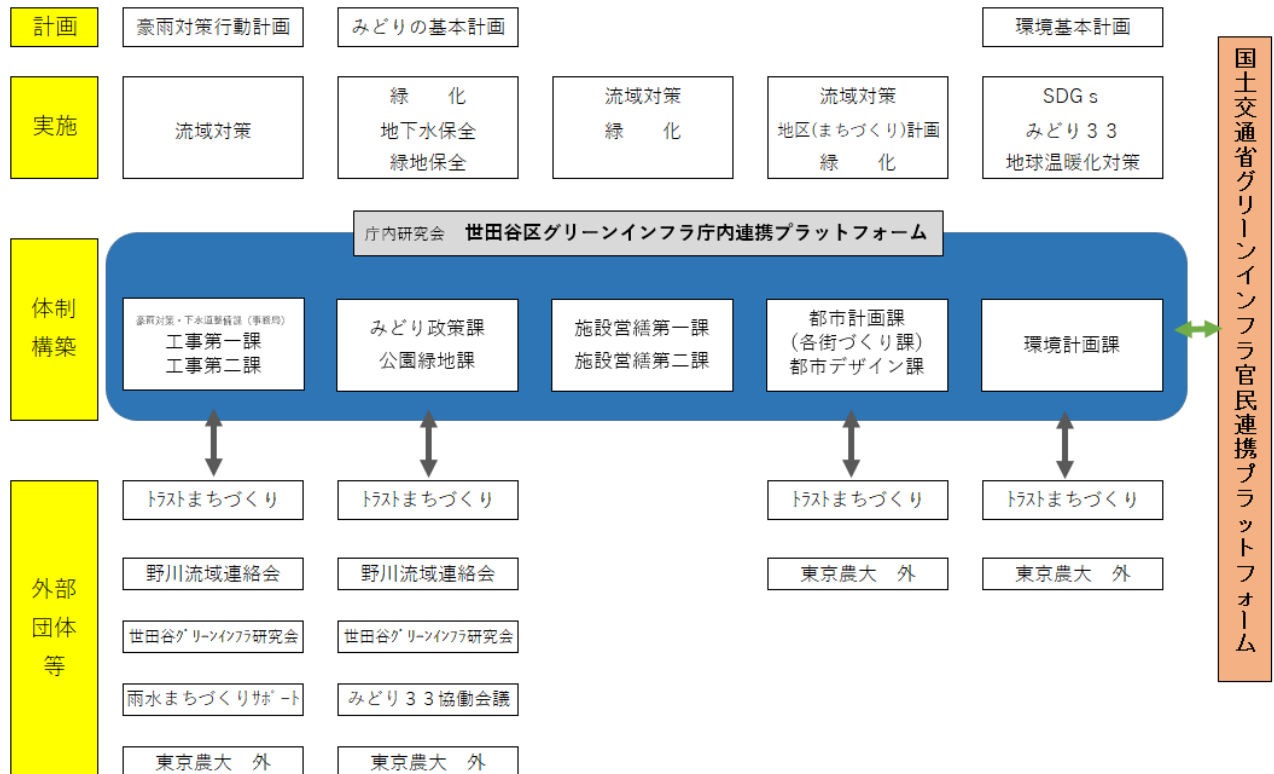 計画
豪雨対策行動計画
みどりの基本計画
環境基本計画
実施
流域対策
緑　化
地下水保全
緑地保全
流域対策
緑　化
流域対策
地区(まちづくり)計画
緑　化
SDGｓ
みどり３３
地球温暖化対策
庁内研究会　世田谷区グリーンインフラ庁内連携プラットフォーム
体制
構築
豪雨対策・下水道整備課（事務局）
工事第一課
工事第二課
みどり政策課
公園緑地課
施設営繕第一課
施設営繕第二課
都市計画課
(各街づくり課)
都市デザイン課
環境計画課
外部
団体
等
ﾄﾗｽﾄまちづくり
野川流域連絡会
世田谷ｸﾞﾘｰﾝｲﾝﾌﾗ研究会
雨水まちづくりｻﾎﾟｰﾄ
東京農大　外
ﾄﾗｽﾄまちづくり
野川流域連絡会
世田谷ｸﾞﾘｰﾝｲﾝﾌﾗ研究会
みどり３３協働会議
東京農大　外
ﾄﾗｽﾄまちづくり
東京農大　外
ﾄﾗｽﾄまちづくり
東京農大　外
国土交通省グリーンインフラ官民連携プラットフォーム